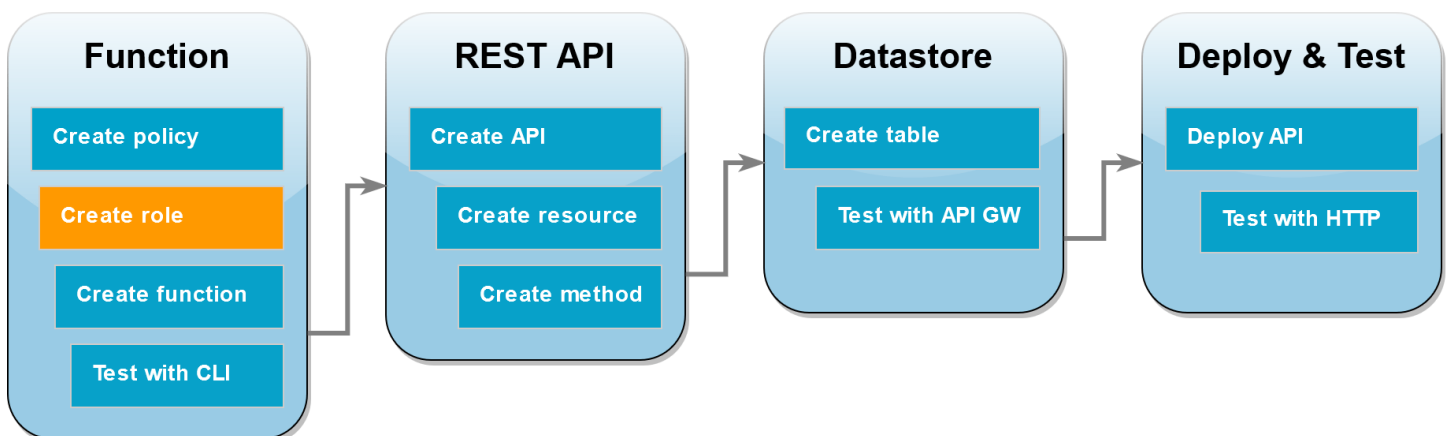 Function
Create policy
Create role
Create function
Test with CLI
REST API
Create API
Create resource
Create method
Datastore
Create table
Test with API GW
Deploy & Test
Deploy API
Test with HTTP